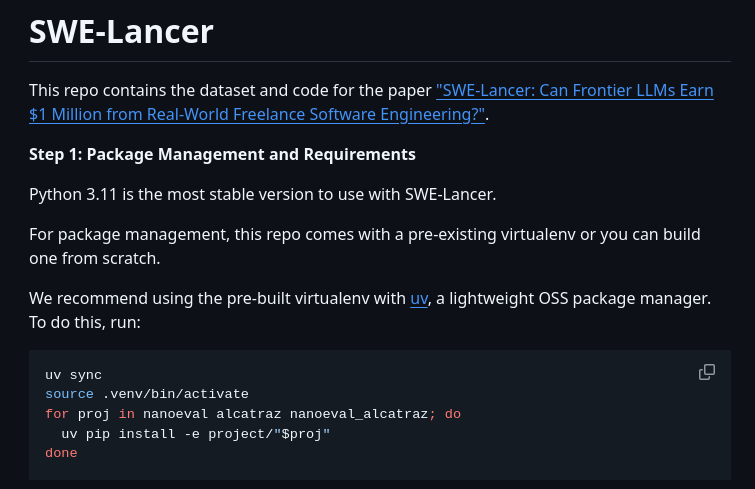 SWE-Lancer
This repo contains the dataset and code for the paper "SWE-Lancer: Can Frontier LLMs Earn
$1 Million from Real-World Freelance Software Engineering?".
Step 1: Package Management and Requirements
Python 3.11 is the most stable version to use with SWE-Lancer.
For package management, this repo comes with a pre-existing virtualenv or you can build
one from scratch.
We recommend using the pre-built virtualenv with uv, a lightweight OSS package manager.
To do this, run:
uv sync
source .venv/bin/activate
for proj in nanoeval alcatraz nanoeval_alcatraz; do
  uv pip install -e project/"$proj"
done